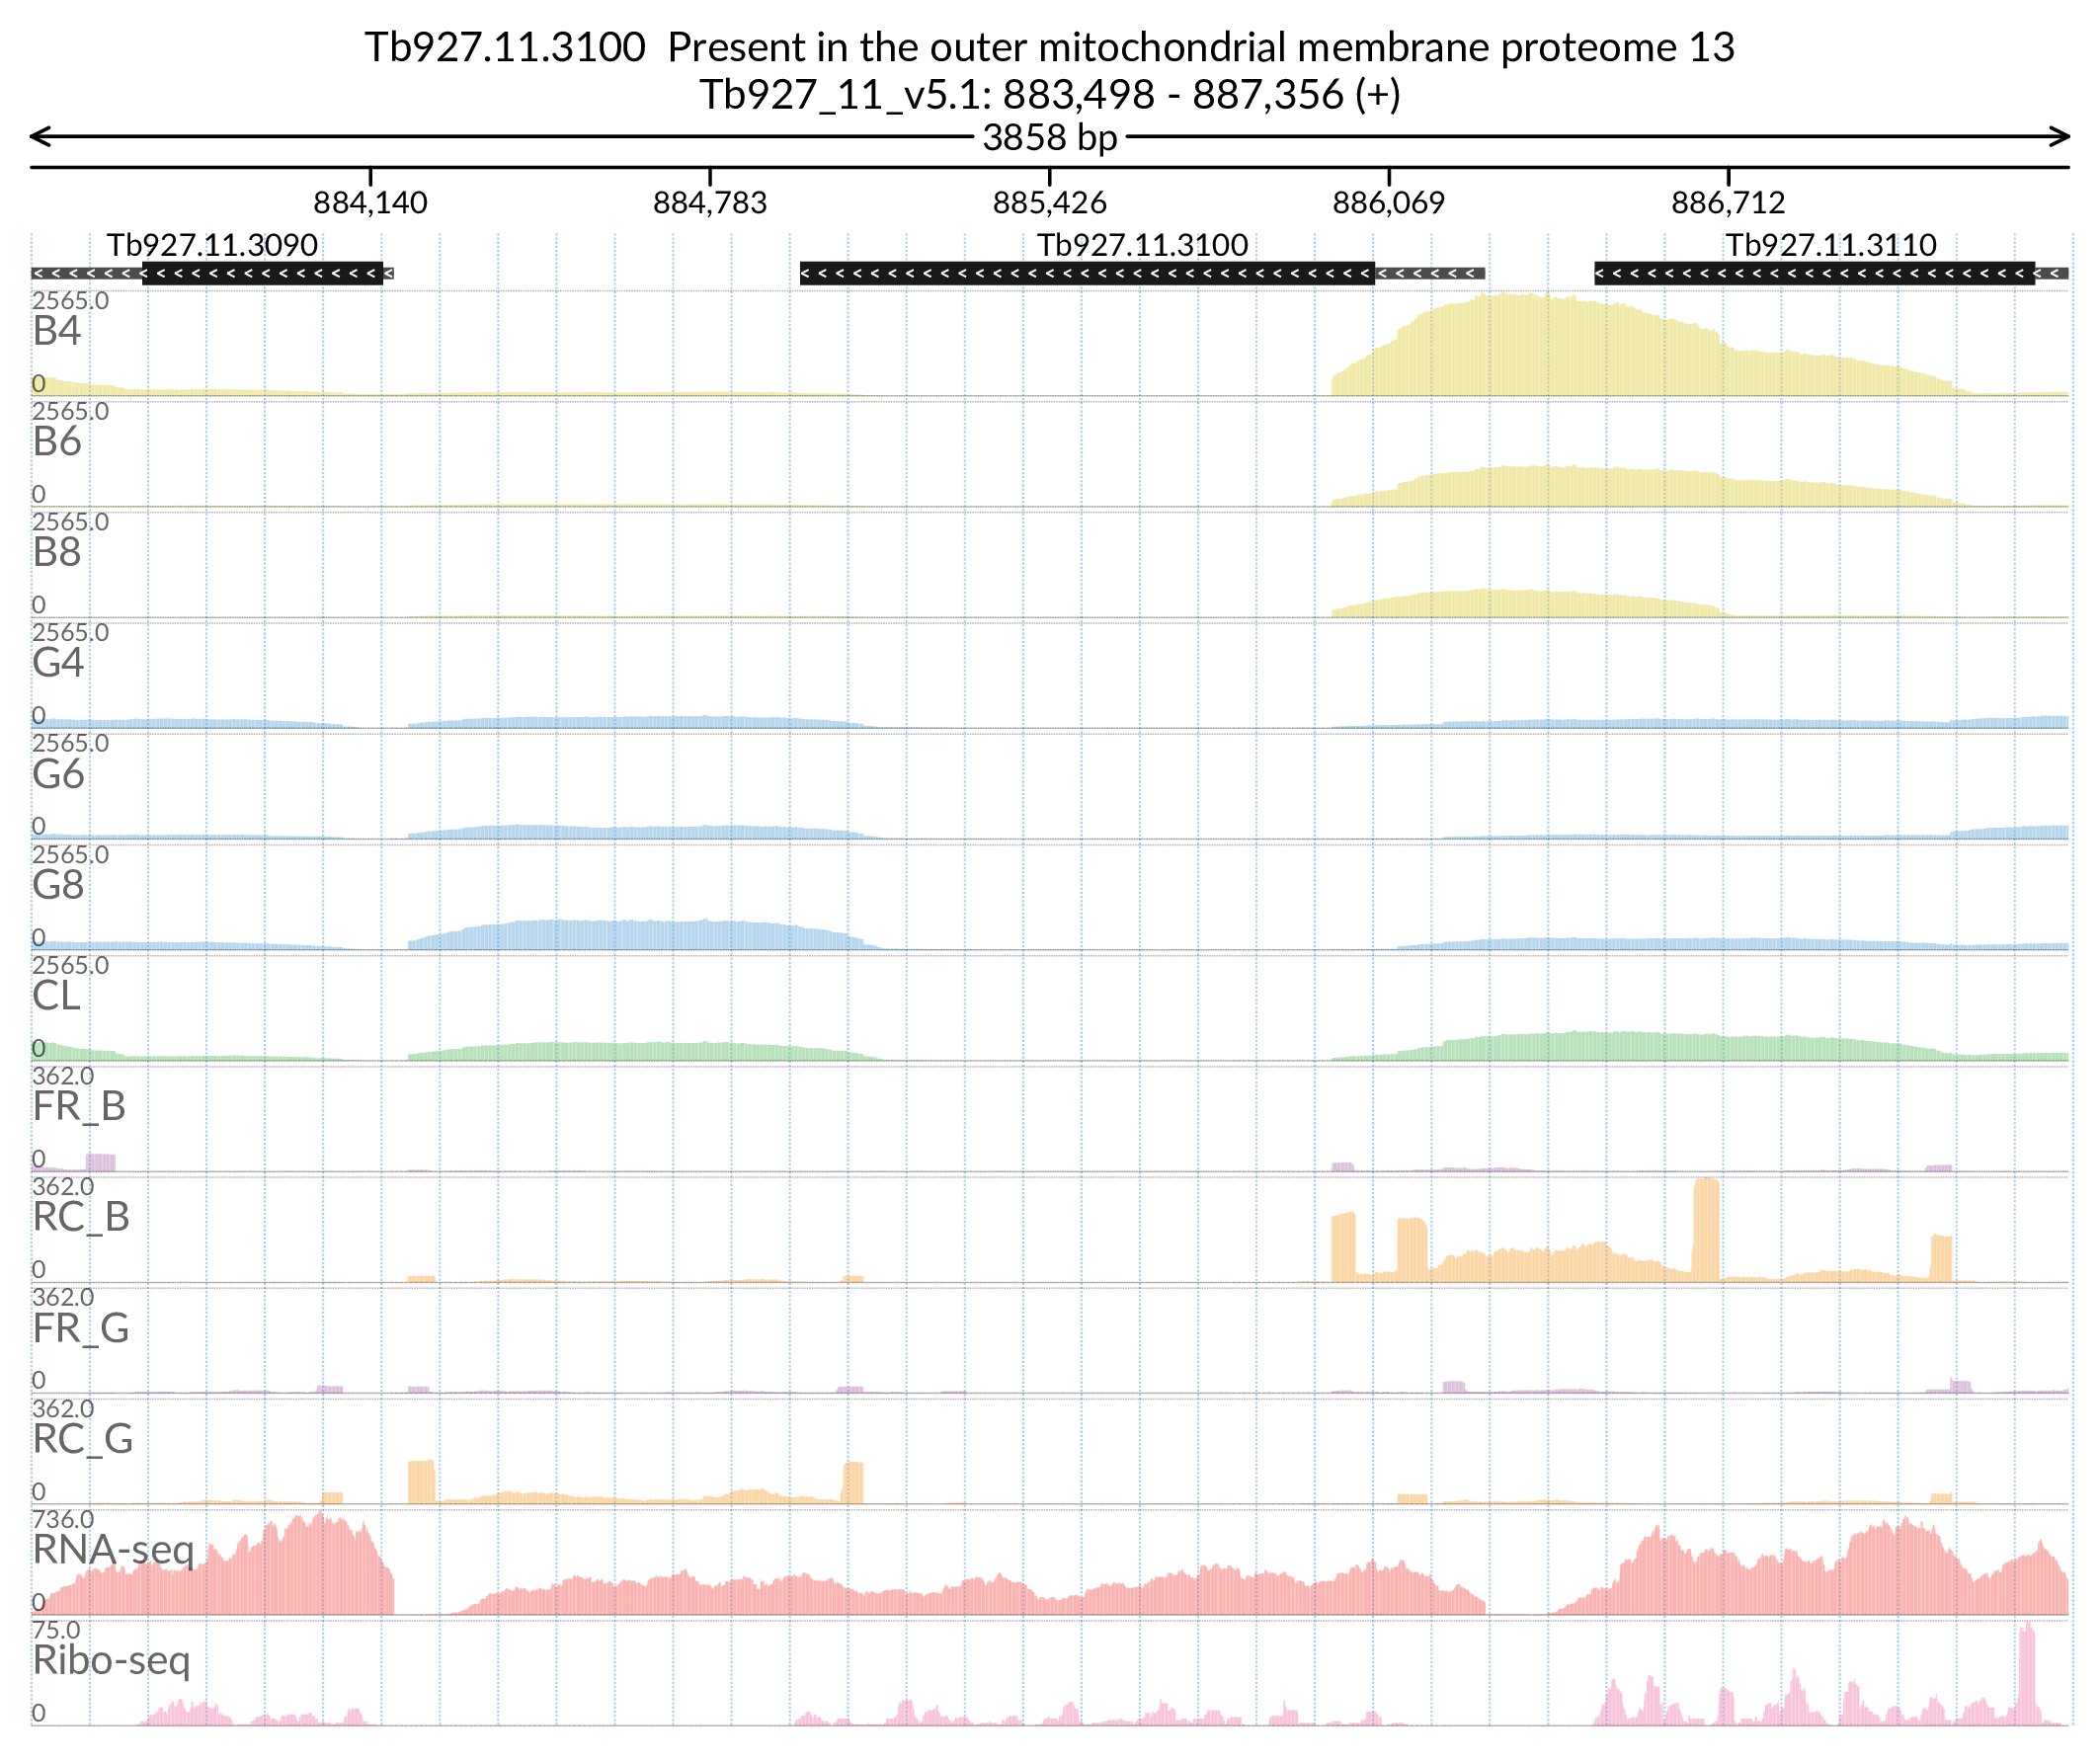 Tb927.11.3100  Present in the outer mitochondrial membrane proteome 13
Tb927_11_v5.1: 883,498 - 887,356 (+)
3858 bp
884,140 884,783 885,426 886,069 886,712
Tb927.11.3090 Tb927.11.3100 Tb927.11.3110
2565.0
B4
0
2565.0
B6
0
2565.0
B8
0
2565.0
G4
0
2565.0
G6
0
2565.0
G8
0
2565.0
CL
0
362.0
FR_B
0
362.0
RC_B
0
362.0
FR_G
0
362.0
RC_G
0
736.0
RNA-seq
0
75.0
Ribo-seq
0